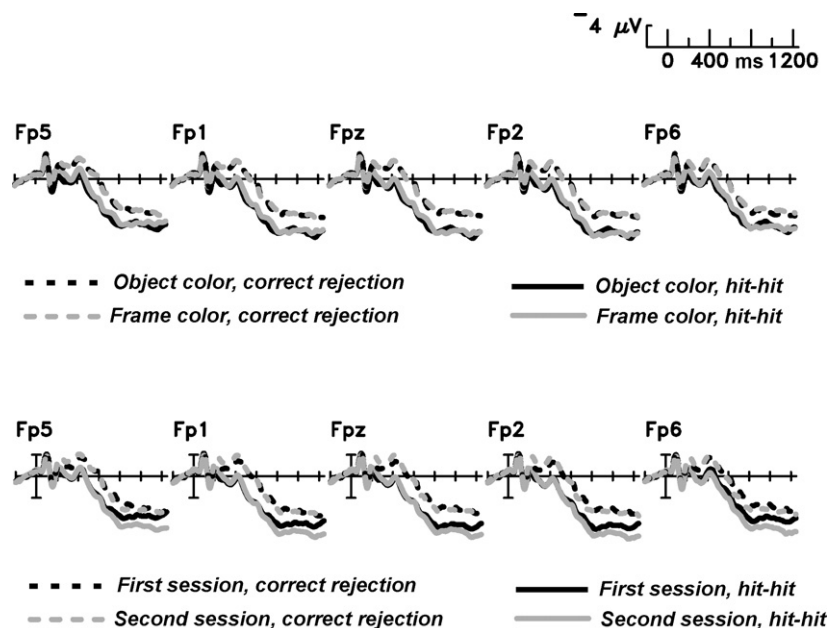 −4 μV
0 400 ms 1200
Fp5 Fp1 Fpz Fp2 Fp6
Object color, correct rejection Object color, hit-hit
Frame color, correct rejection Frame color, hit-hit
Fp5 Fp1 Fpz Fp2 Fp6
First session, correct rejection First session, hit-hit
Second session, correct rejection Second session, hit-hit